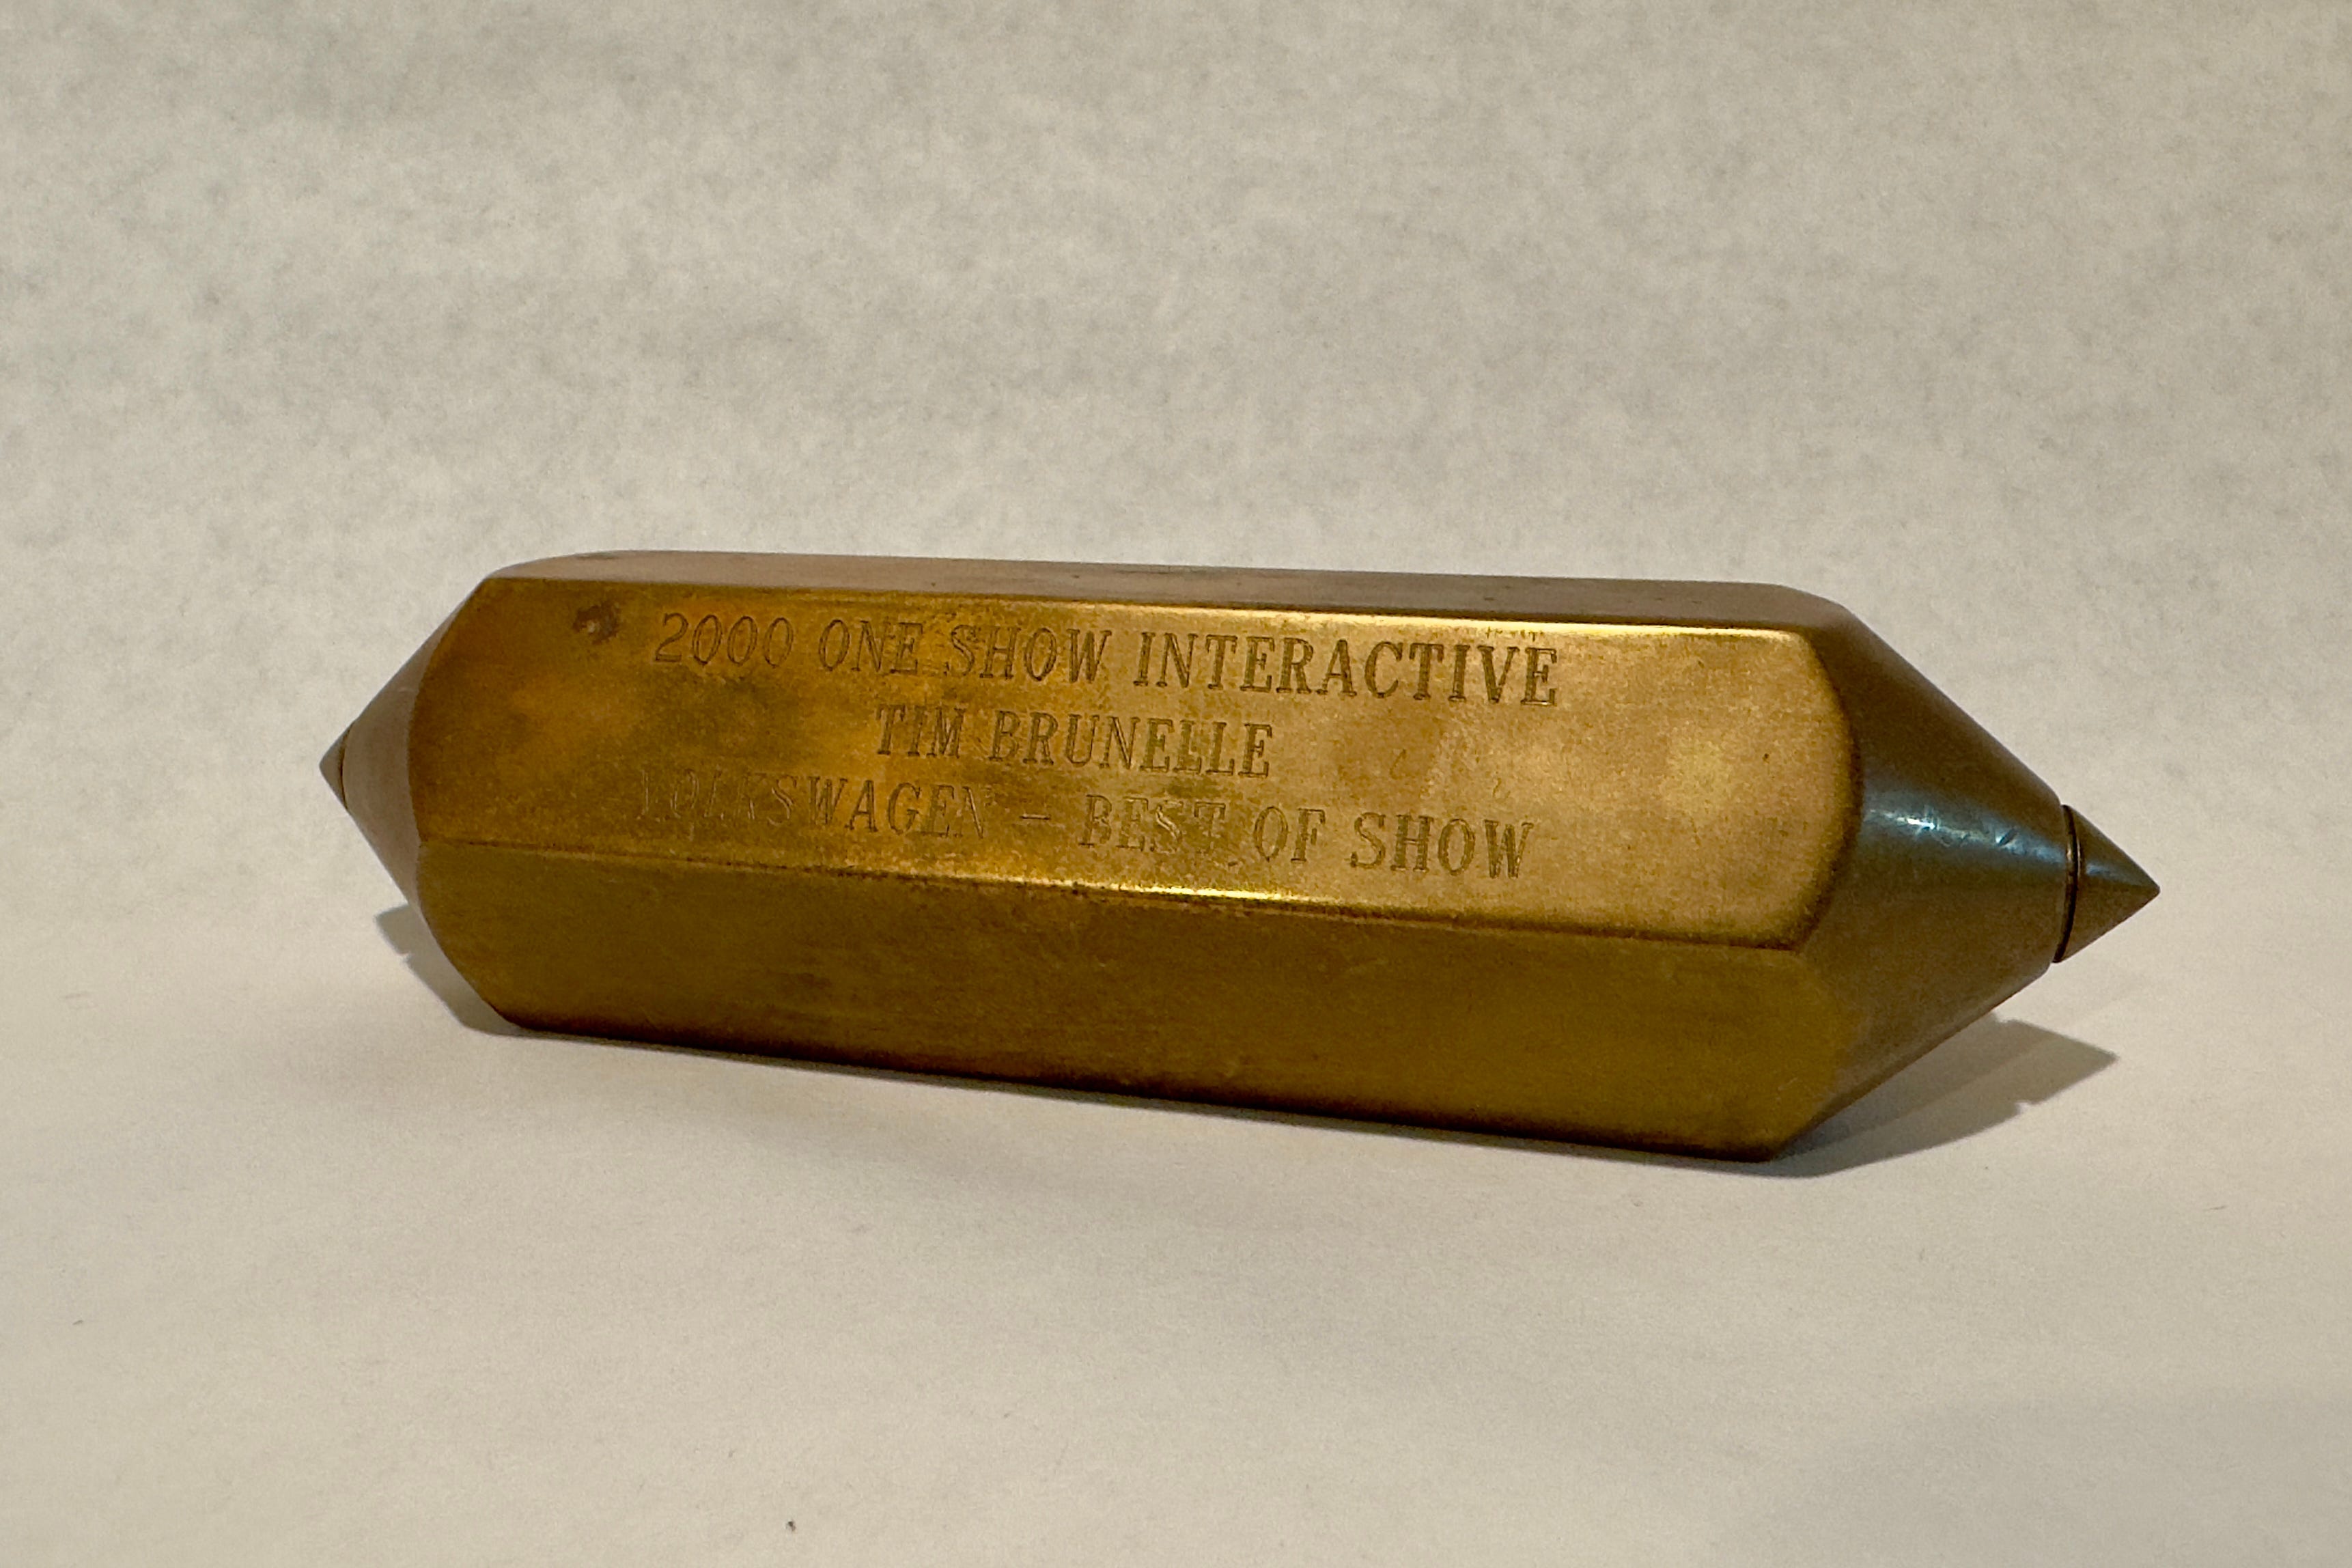 2000 ONE SHOW INTERACTIVE
TIM BRUNELLE
VOLKSWAGEN – BEST OF SHOW